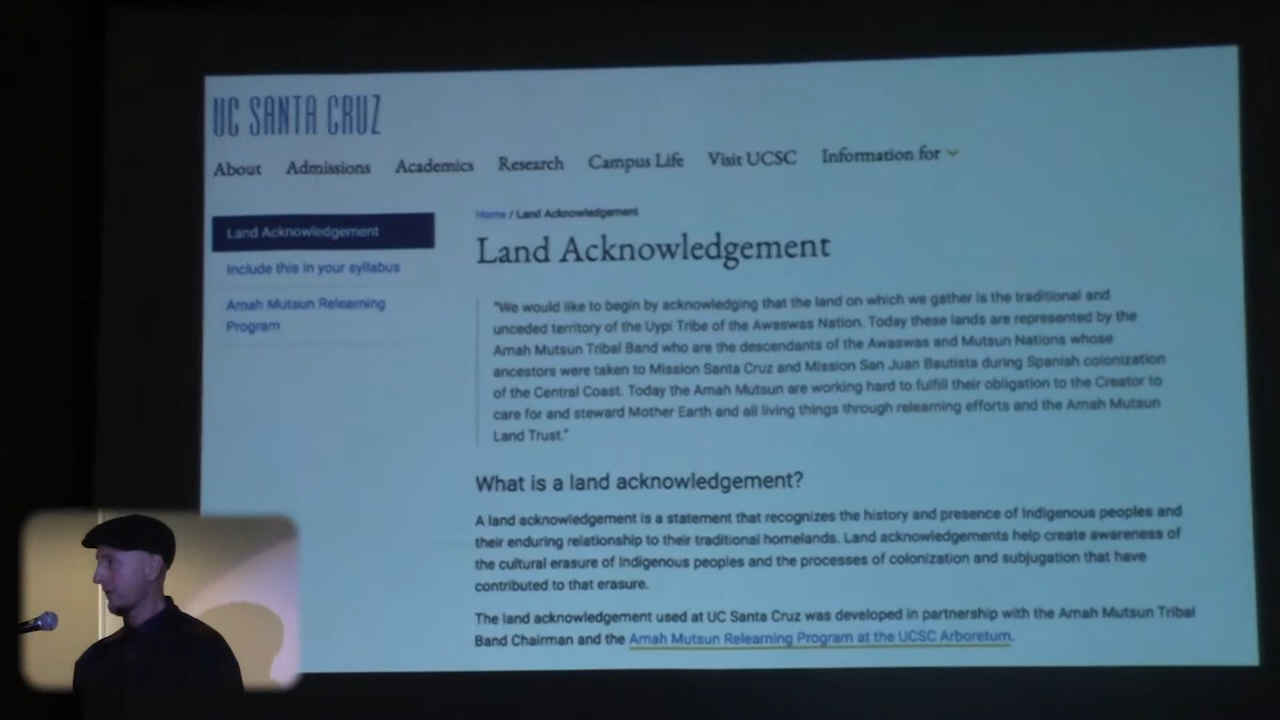 UC SANTA CRUZ
About Admissions Academics Research Campus Life Visit UCSC Information for
Land Acknowledgement
Include this in your syllabus
Amah Mutsun Relearning
Program
Home / Land Acknowledgement
Land Acknowledgement
"We would like to begin by acknowledging that the land on which we gather is the traditional and
unceded territory of the Uypi Tribe of the Awaswas Nation. Today these lands are represented by the
Amah Mutsun Tribal Band who are the descendants of the Awaswas and Mutsun Nations whose
ancestors were taken to Mission Santa Cruz and Mission San Juan Bautista during Spanish colonization
of the Central Coast. Today the Amah Mutsun are working hard to fulfill their obligation to the Creator to
care for and steward Mother Earth and all living things through relearning efforts and the Amah Mutsun
Land Trust."
What is a land acknowledgement?
A land acknowledgement is a statement that recognizes the history and presence of Indigenous peoples and
their enduring relationship to their traditional homelands. Land acknowledgements help create awareness of
the cultural erasure of Indigenous peoples and the processes of colonization and subjugation that have
contributed to that erasure.
The land acknowledgement used at UC Santa Cruz was developed in partnership with the Amah Mutsun Tribal
Band Chairman and the Amah Mutsun Relearning Program at the UCSC Arboretum.